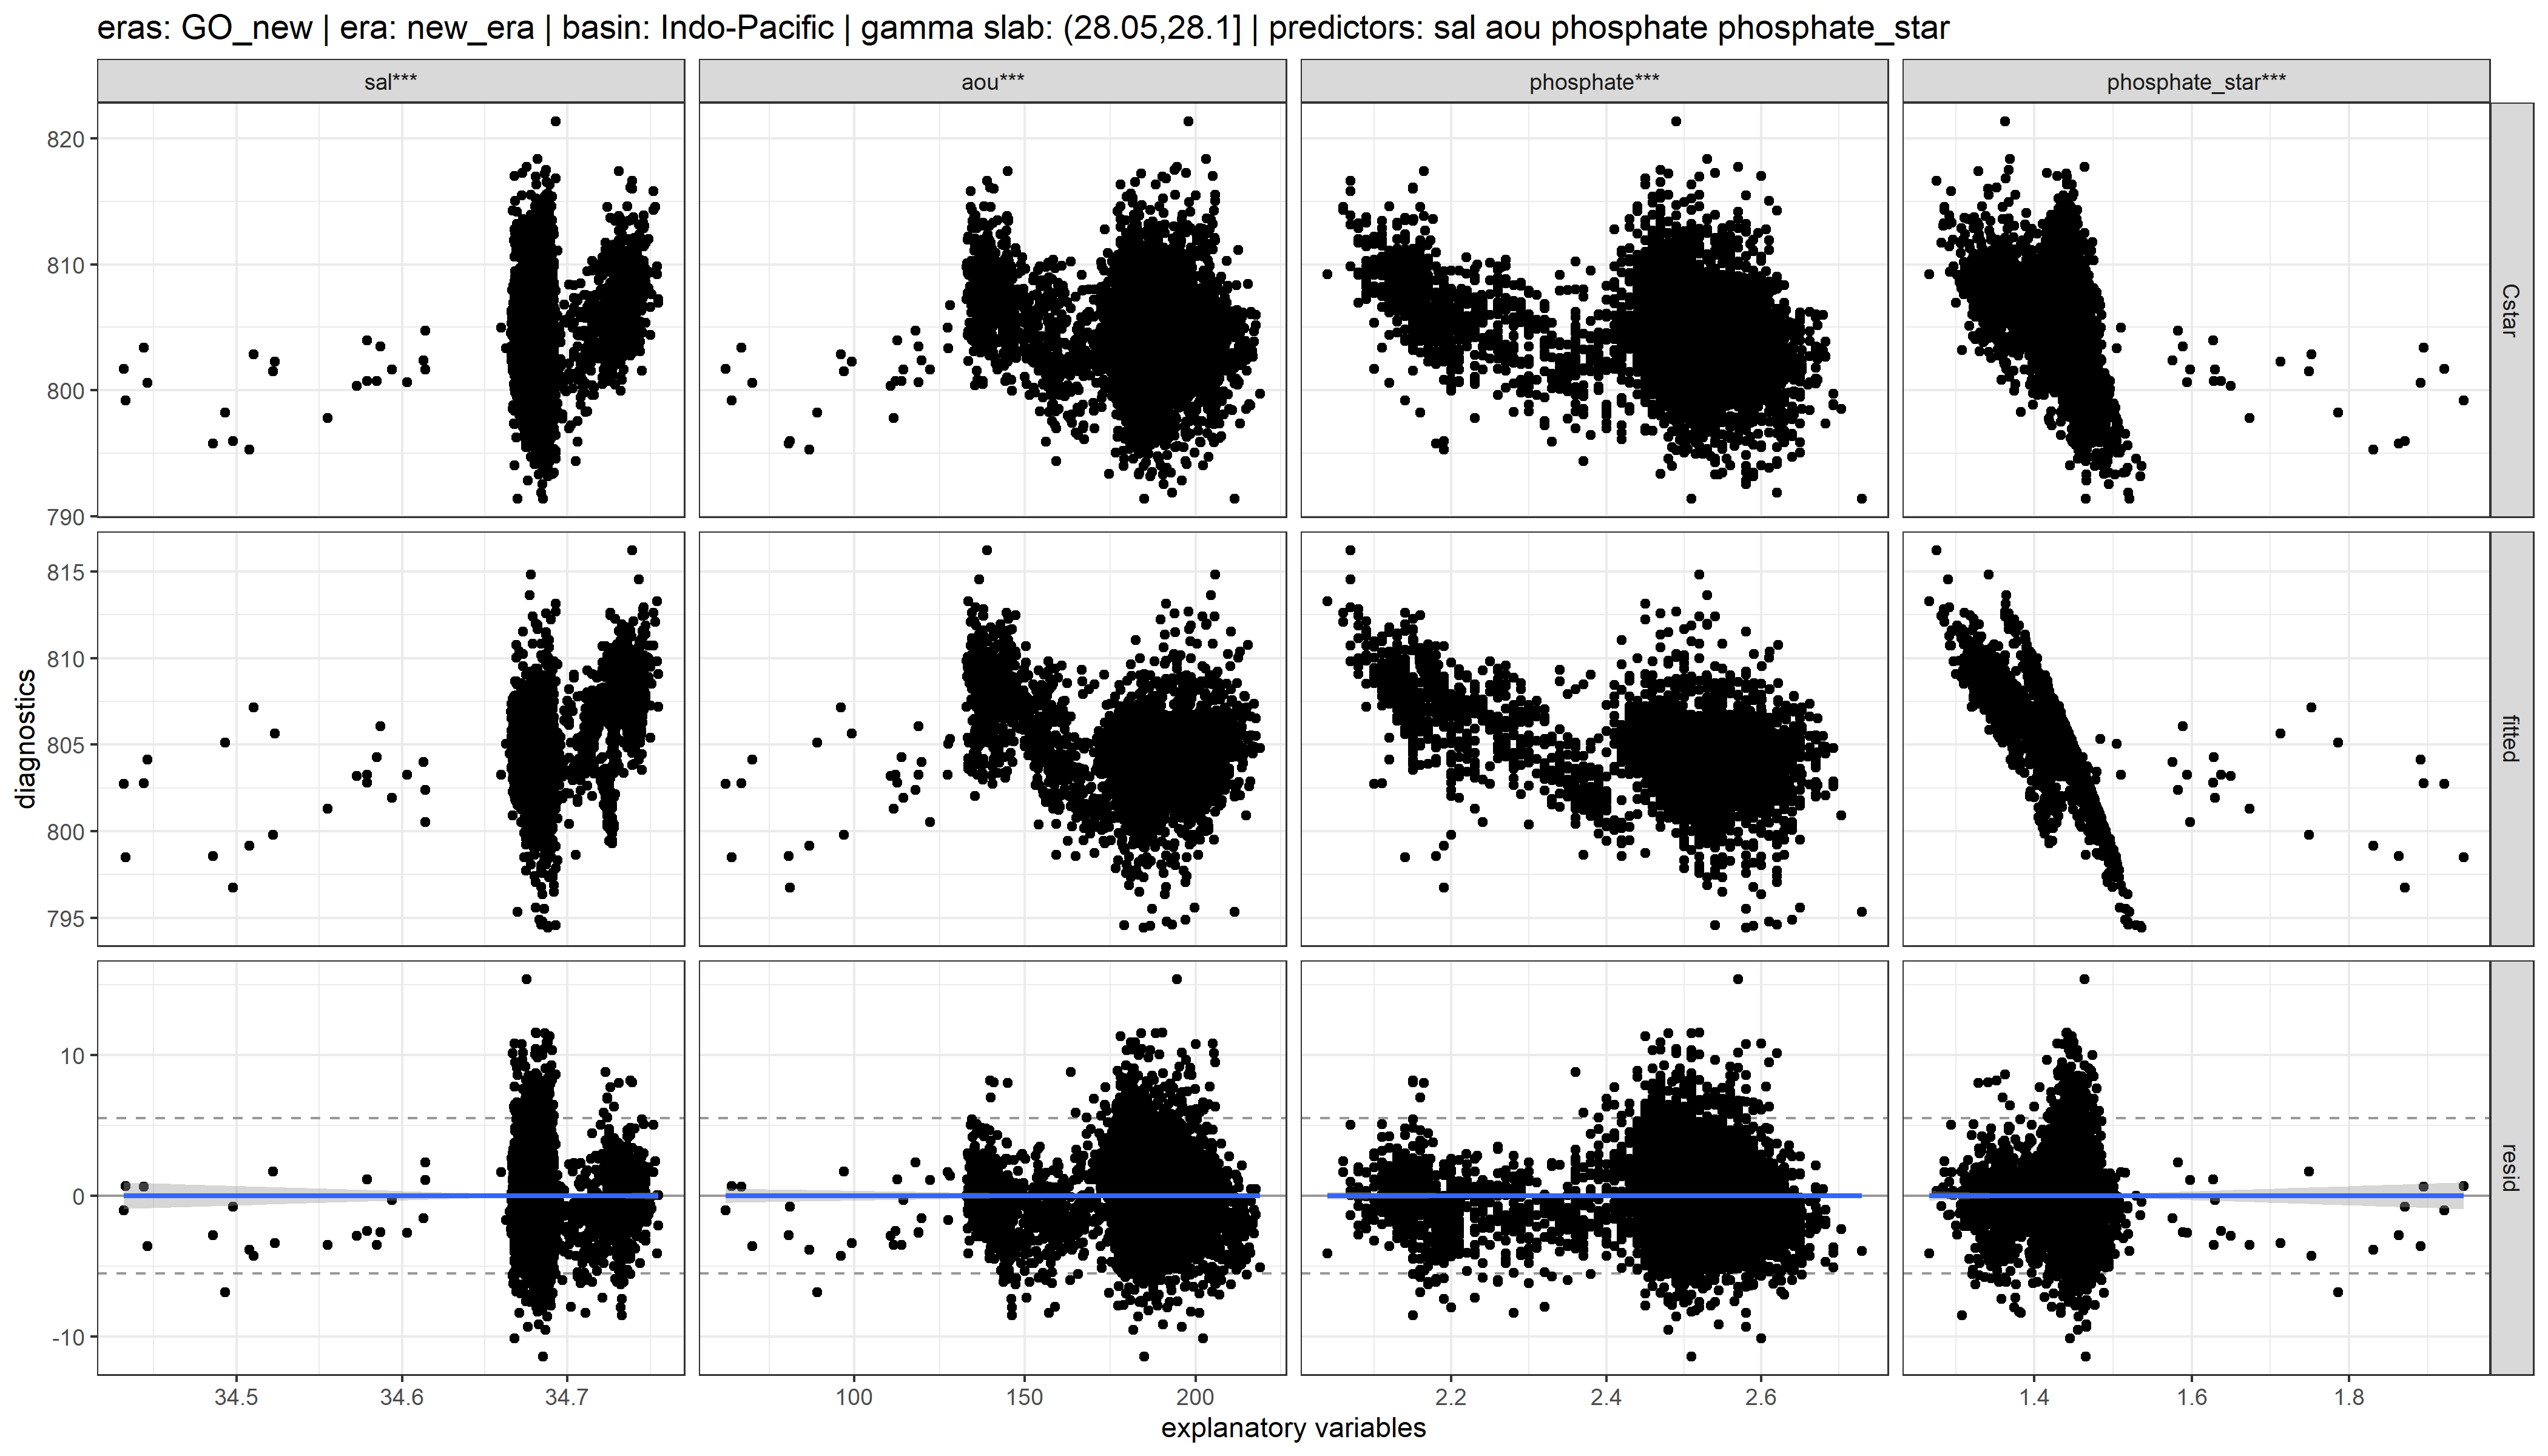 eras: GO_new | era: new_era | basin: Indo-Pacific | gamma slab: (28.05,28.1] | predictors: sal aou phosphate phosphate_star
sal*** aou*** phosphate*** phosphate_star***
820
810
800
790
Cstar
815
810
805
800
795
fitted
diagnostics
10
0
-10
resid
34.5 34.6 34.7 100 150 200 2.2 2.4 2.6 1.4 1.6 1.8
explanatory variables